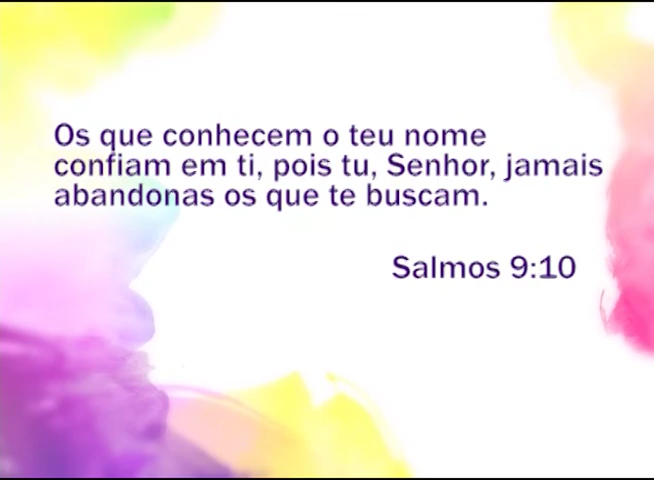 Os que conhecem o teu nome
confiam em ti, pois tu, Senhor, jamais
abandonas os que te buscam.
Salmos 9:10